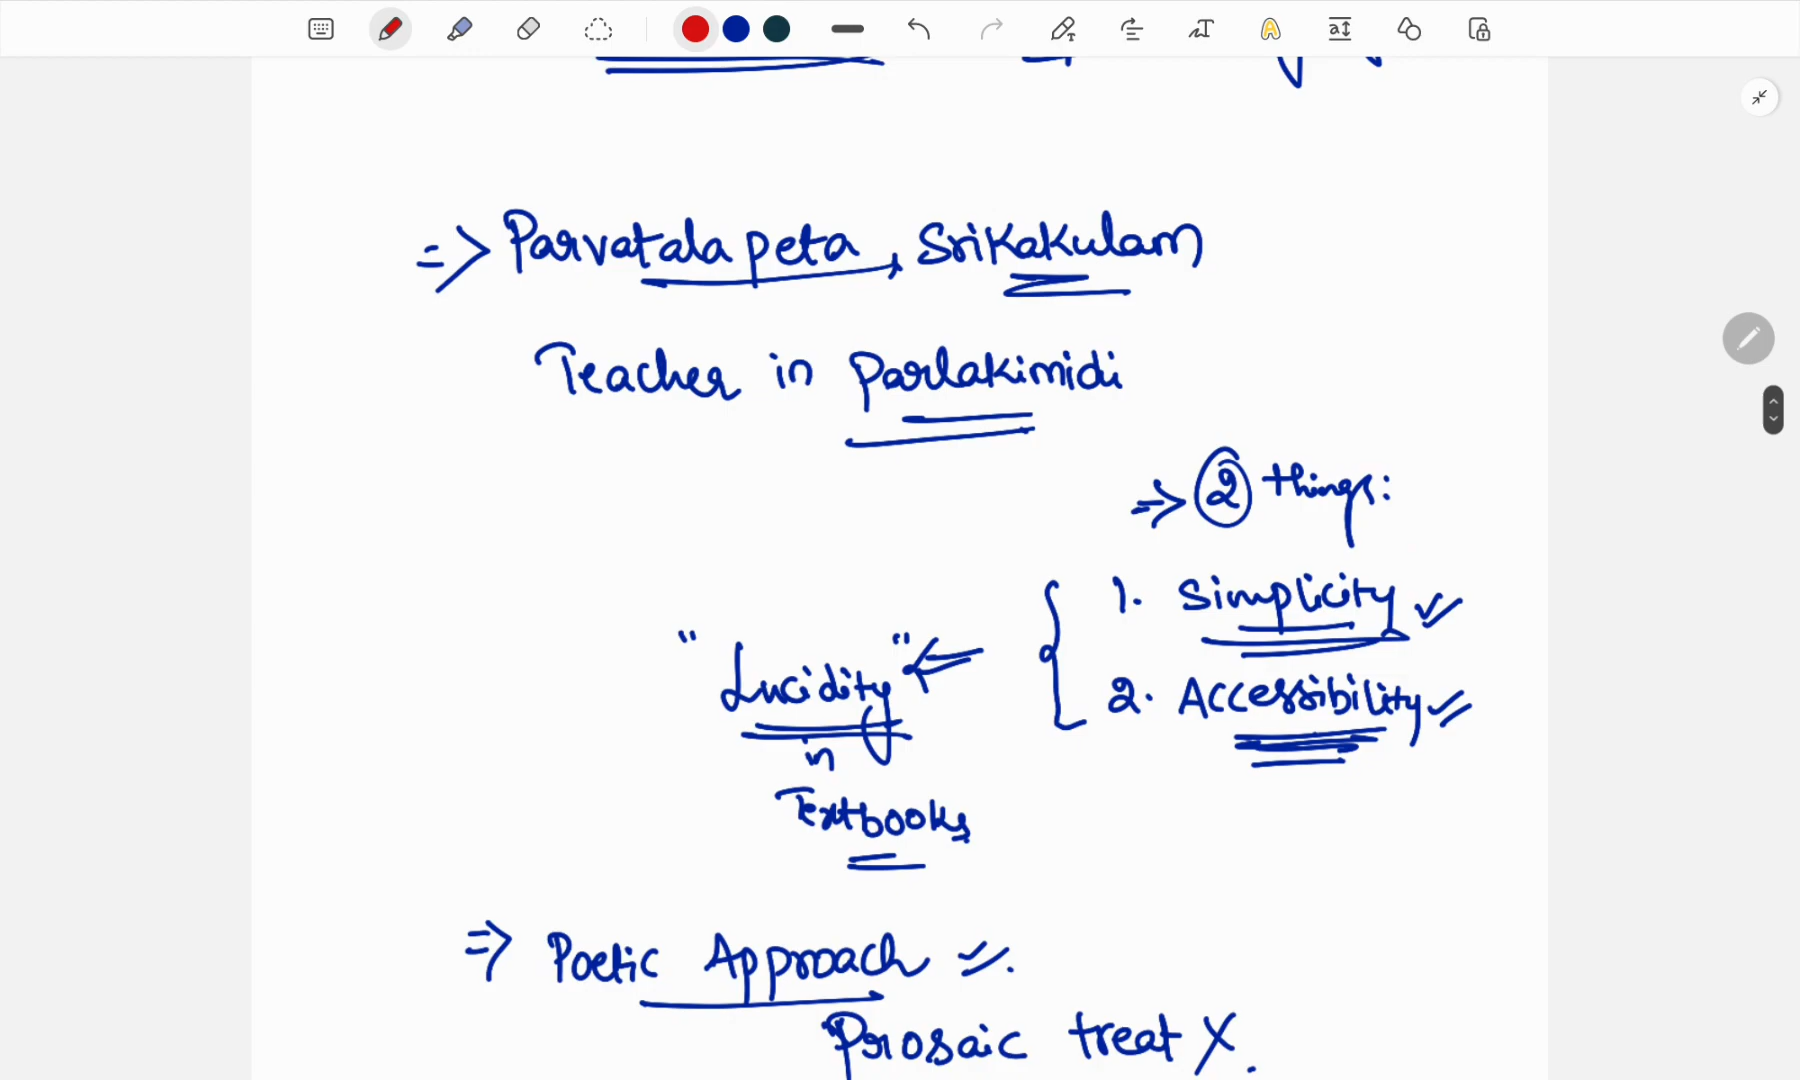 => Parvatala peta, Srikakulam
Teacher in Parlakimidi
=> 2 things:
1. Simplicity ✓
2. Accessibility ✓
"Lucidity" ←
in
Textbooks
=> Poetic Approach ✓.
Prosaic treat X.